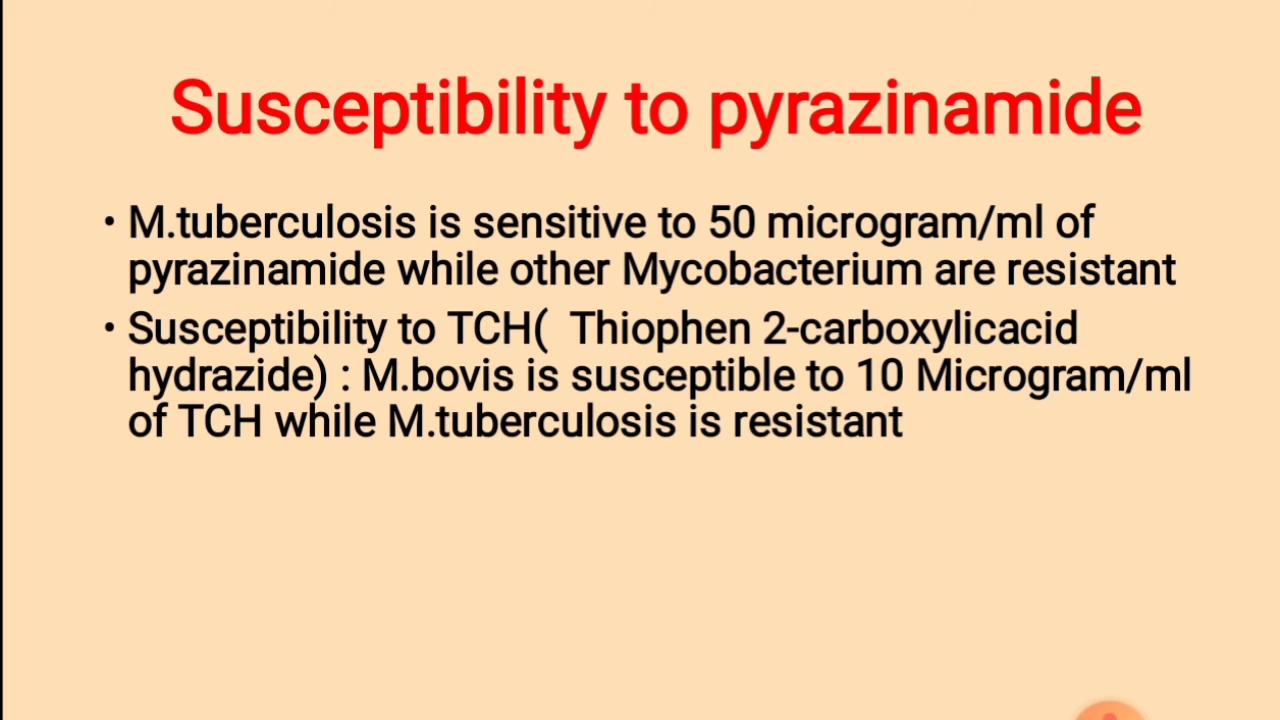 Susceptibility to pyrazinamide
• M.tuberculosis is sensitive to 50 microgram/ml of
pyrazinamide while other Mycobacterium are resistant
• Susceptibility to TCH(  Thiophen 2-carboxylicacid
hydrazide) : M.bovis is susceptible to 10 Microgram/ml
of TCH while M.tuberculosis is resistant